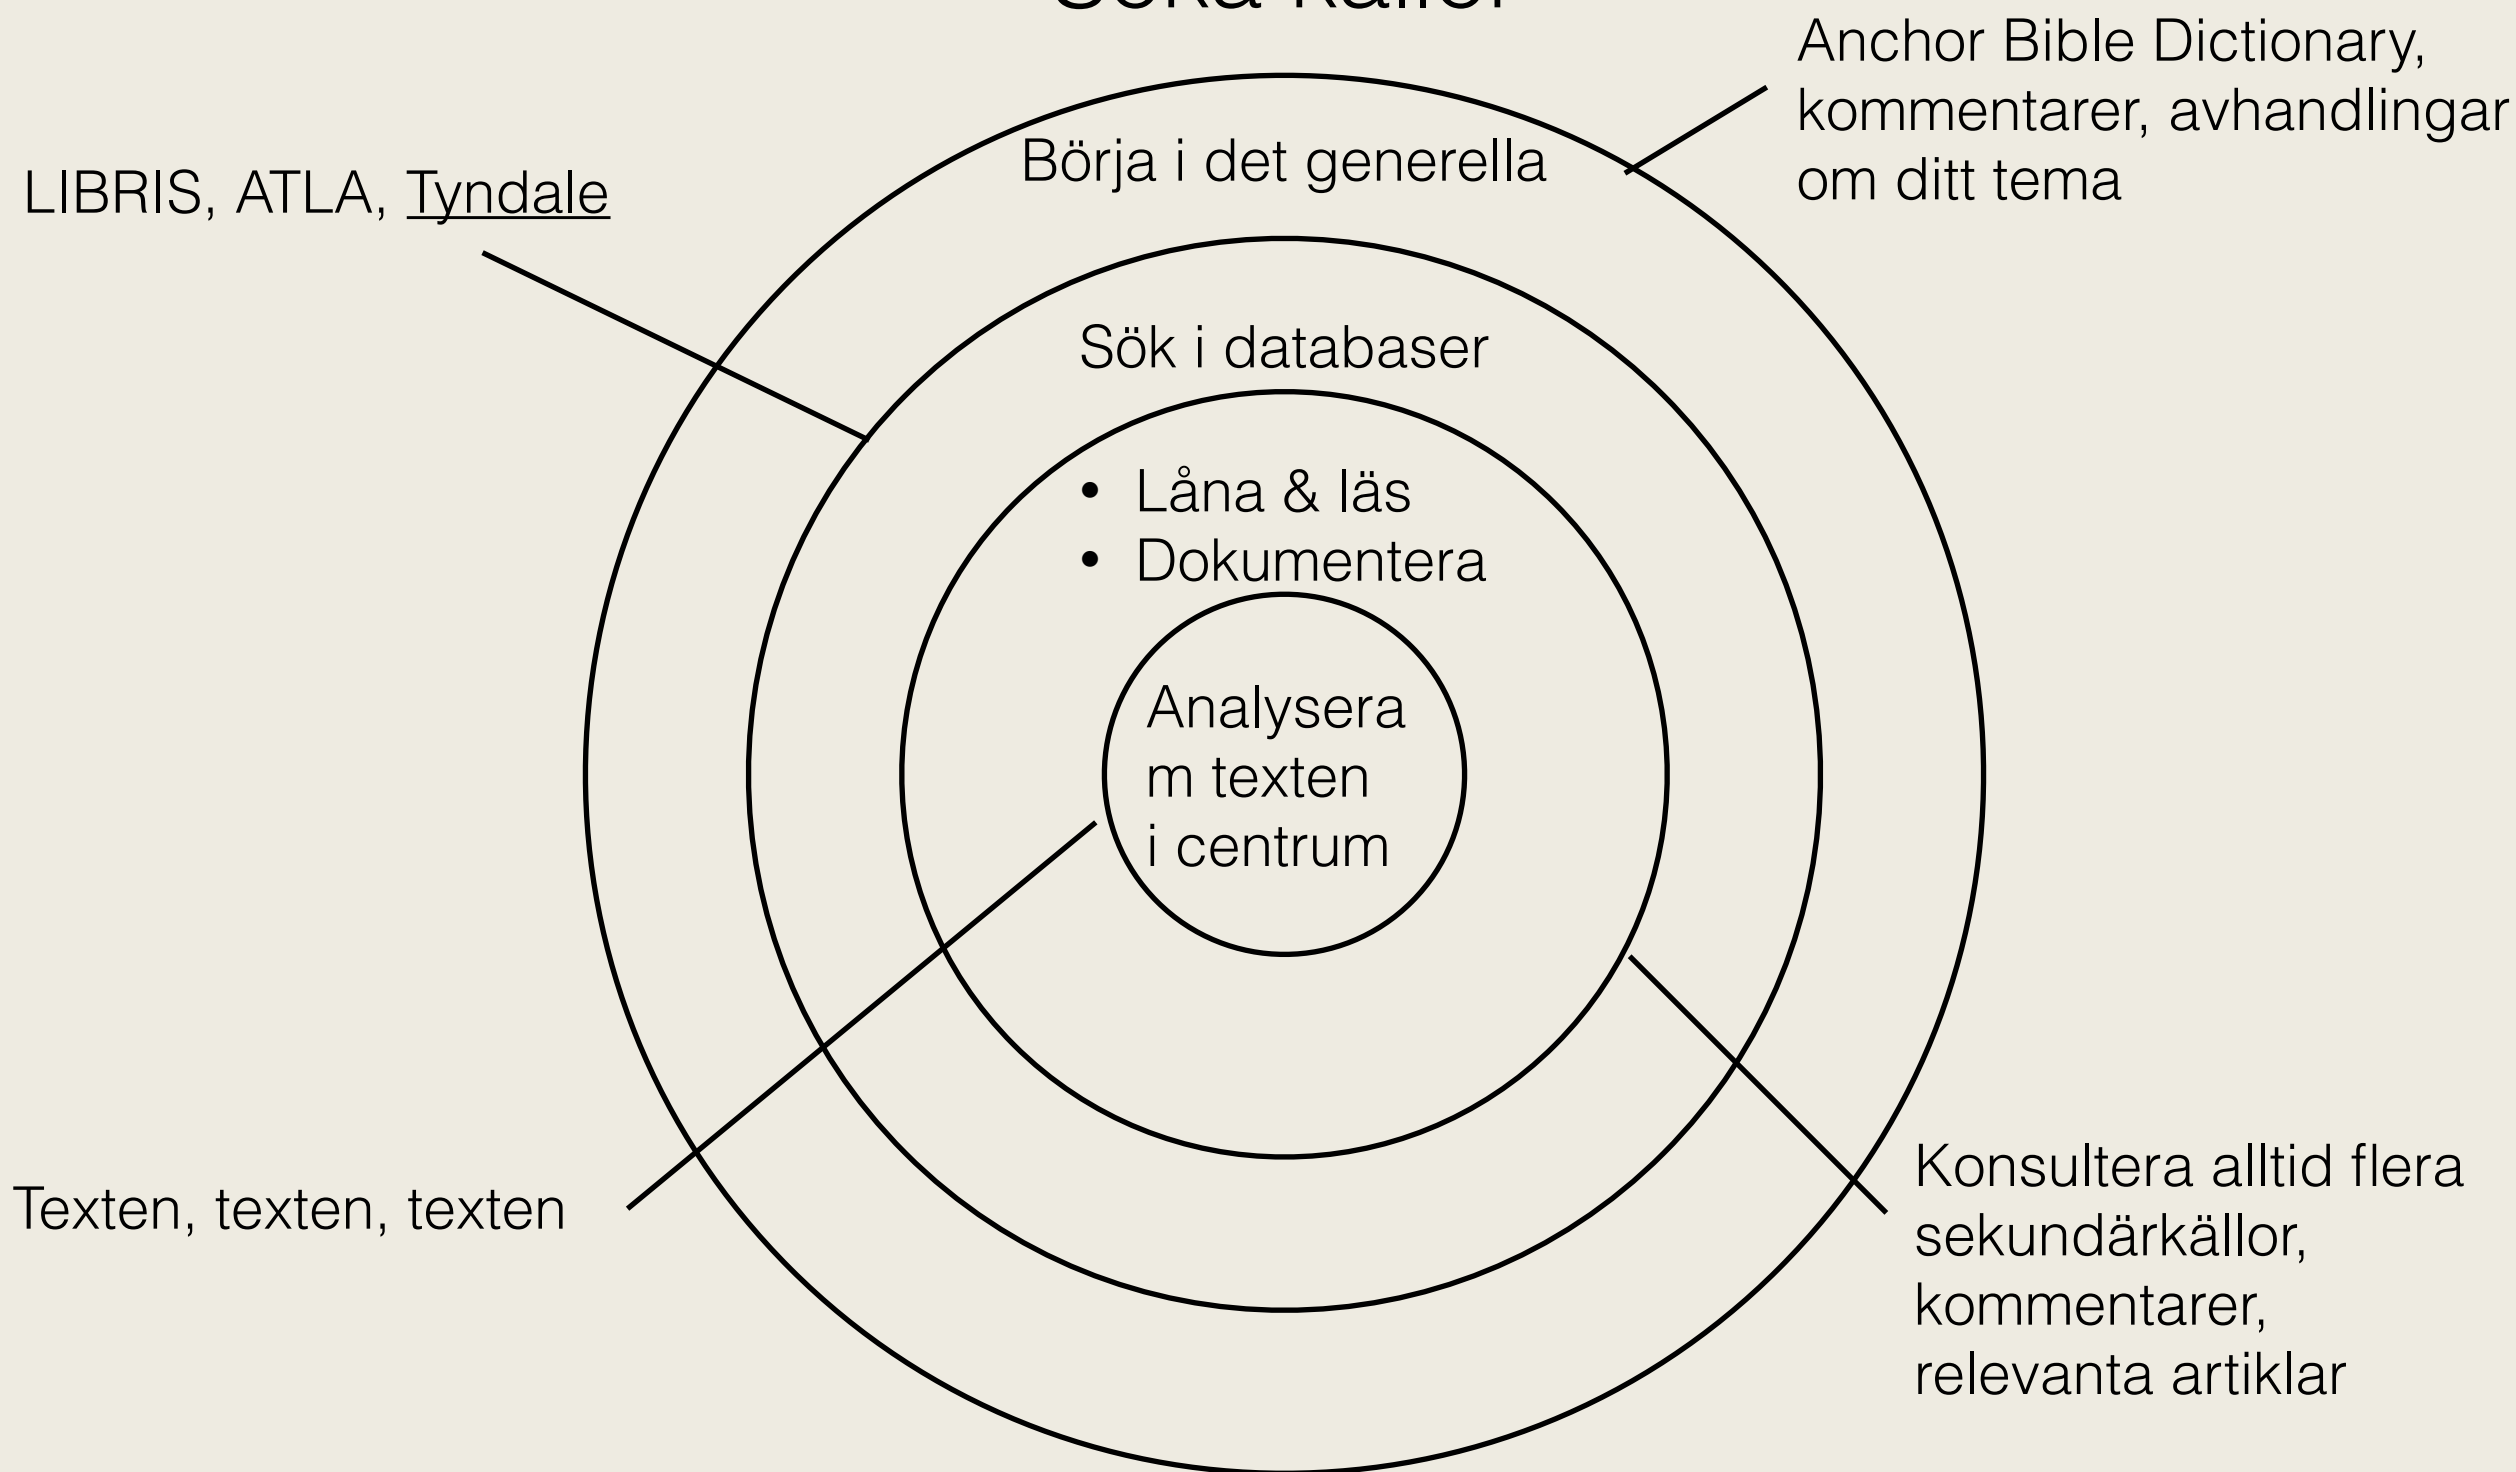 Anchor Bible Dictionary,
kommentarer, avhandlingar
om ditt tema
Börja i det generella
LIBRIS, ATLA, Tyndale
Sök i databaser
• Låna & läs
• Dokumentera
Analysera
m texten
i centrum
Texten, texten, texten
Konsultera alltid flera
sekundärkällor,
kommentarer,
relevanta artiklar